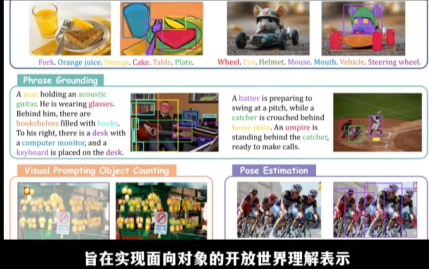 Fork. Orange juice. Orange. Cake. Table. Plate.
Wheel. Eye. Helmet. Mouse. Mouth. Vehicle. Steering wheel.
Phrase Grounding
A man holding an acoustic
guitar. He is wearing glasses.
Behind him, there are
bookshelves filled with books.
To his right, there is a desk with
a computer monitor, and a
keyboard is placed on the desk.
A batter is preparing to
swing at a pitch, while a
catcher is crouched behind
home plate. An umpire is
standing behind the catcher,
ready to make calls.
Visual Prompting Object Counting
Pose Estimation
旨在实现面向对象的开放世界理解表示